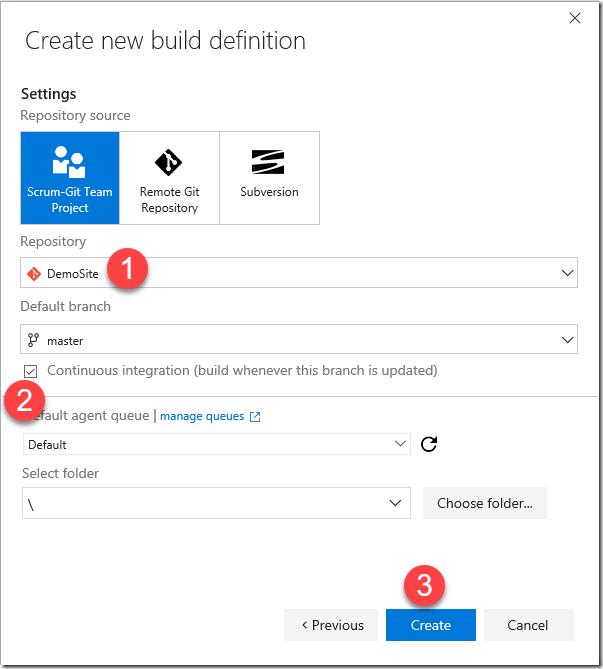 Create new build definition
Settings
Repository source
Scrum-Git Team
Project
Remote Git
Repository
Subversion
Repository
1
DemoSite
Default branch
master
Continuous integration (build whenever this branch is updated)
2
efault agent queue | manage queues
Default
Select folder
\
Choose folder...
3
< Previous
Create
Cancel